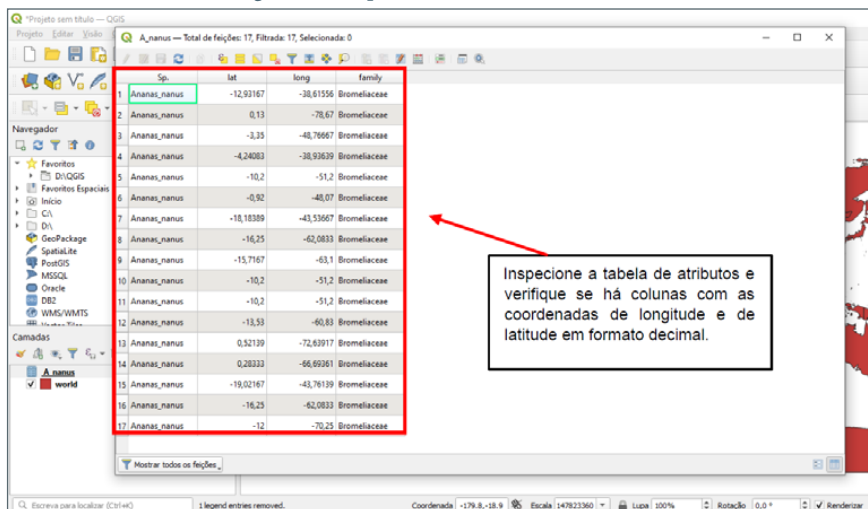 *Projeto sem título — QGIS
Projeto Editar Visão
A_nanus — Total de feições: 17, Filtrada: 17, Selecionada: 0
Sp. lat long family
1 Ananas_nanus -12,93167 -38,61556 Bromeliaceae
2 Ananas_nanus 0,13 -78,67 Bromeliaceae
3 Ananas_nanus -3,35 -48,76667 Bromeliaceae
4 Ananas_nanus -4,24083 -38,93639 Bromeliaceae
5 Ananas_nanus -10,2 -51,2 Bromeliaceae
6 Ananas_nanus -0,92 -48,07 Bromeliaceae
7 Ananas_nanus -18,18389 -43,53667 Bromeliaceae
8 Ananas_nanus -16,25 -62,0833 Bromeliaceae
9 Ananas_nanus -15,7167 -63,1 Bromeliaceae
10 Ananas_nanus -10,2 -51,2 Bromeliaceae
11 Ananas_nanus -10,2 -51,2 Bromeliaceae
12 Ananas_nanus -13,53 -60,83 Bromeliaceae
13 Ananas_nanus 0,52139 -72,63917 Bromeliaceae
14 Ananas_nanus 0,28333 -66,69361 Bromeliaceae
15 Ananas_nanus -19,02167 -43,76139 Bromeliaceae
16 Ananas_nanus -16,25 -62,0833 Bromeliaceae
17 Ananas_nanus -12 -70,25 Bromeliaceae
Inspecione a tabela de atributos e
verifique se há colunas com as
coordenadas de longitude e de
latitude em formato decimal.
Navegador
Favoritos
D:\QGIS
Favoritos Espaciais
Início
C:\
D:\
GeoPackage
SpatiaLite
PostGIS
MSSQL
Oracle
DB2
WMS/WMTS
Camadas
A_nanus
world
Mostrar todos os feições
Escreva para localizar (Ctrl+K)
1 legend entries removed.
Coordenada -179.8,-18.9 Escala 147823360 Lupa 100% Rotação 0,0 ° Renderizar